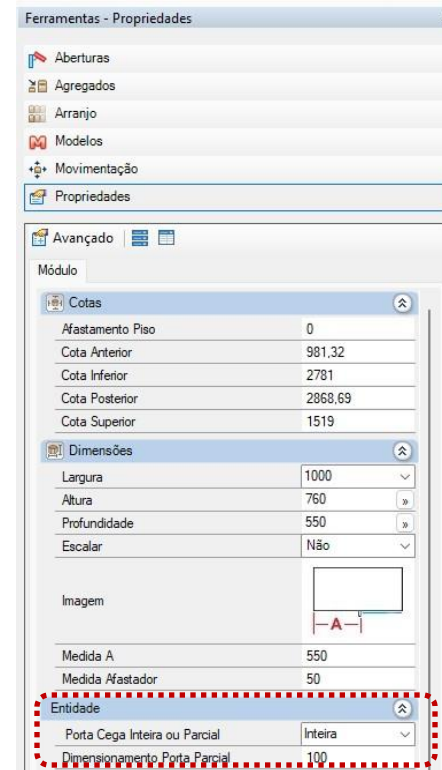 Ferramentas - Propriedades
Aberturas
Agregados
Arranjo
Modelos
Movimentação
Propriedades
Avançado
Módulo
Cotas
Afastamento Piso 0
Cota Anterior 981,32
Cota Inferior 2781
Cota Posterior 2868,69
Cota Superior 1519
Dimensões
Largura 1000
Altura 760
Profundidade 550
Escalar Não
Imagem
A
Medida A 550
Medida Afastador 50
Entidade
Porta Cega Inteira ou Parcial Inteira
Dimensionamento Porta Parcial 100